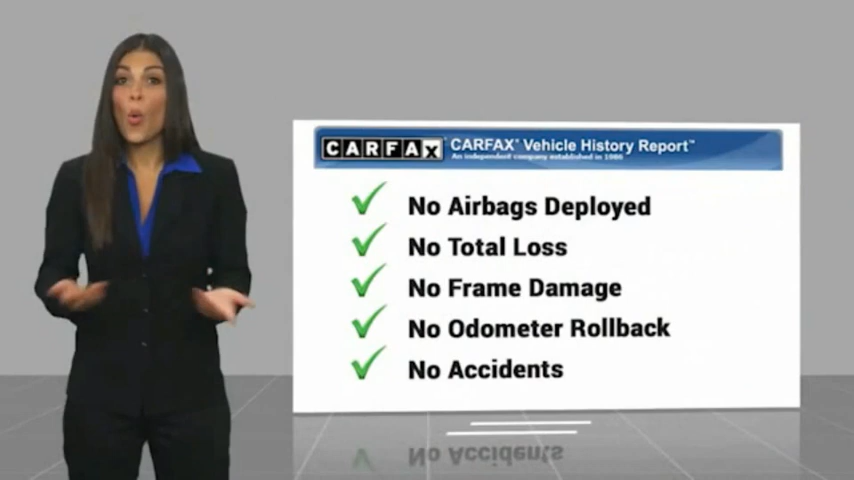 CARFAX CARFAX® Vehicle History Report™
An independent company established in 1986
No Airbags Deployed
No Total Loss
No Frame Damage
No Odometer Rollback
No Accidents
No Accidents